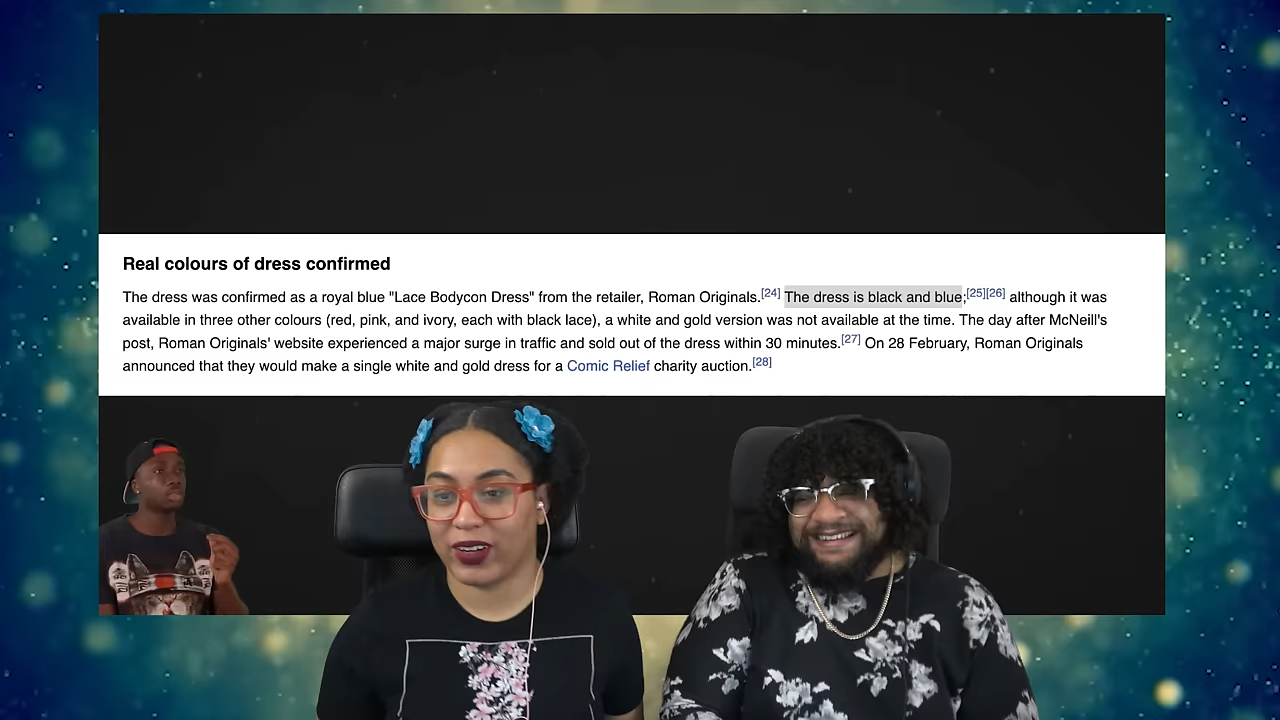 Real colours of dress confirmed
The dress was confirmed as a royal blue "Lace Bodycon Dress" from the retailer, Roman Originals.[24] The dress is black and blue;[25][26] although it was
available in three other colours (red, pink, and ivory, each with black lace), a white and gold version was not available at the time. The day after McNeill's
post, Roman Originals' website experienced a major surge in traffic and sold out of the dress within 30 minutes.[27] On 28 February, Roman Originals
announced that they would make a single white and gold dress for a Comic Relief charity auction.[28]